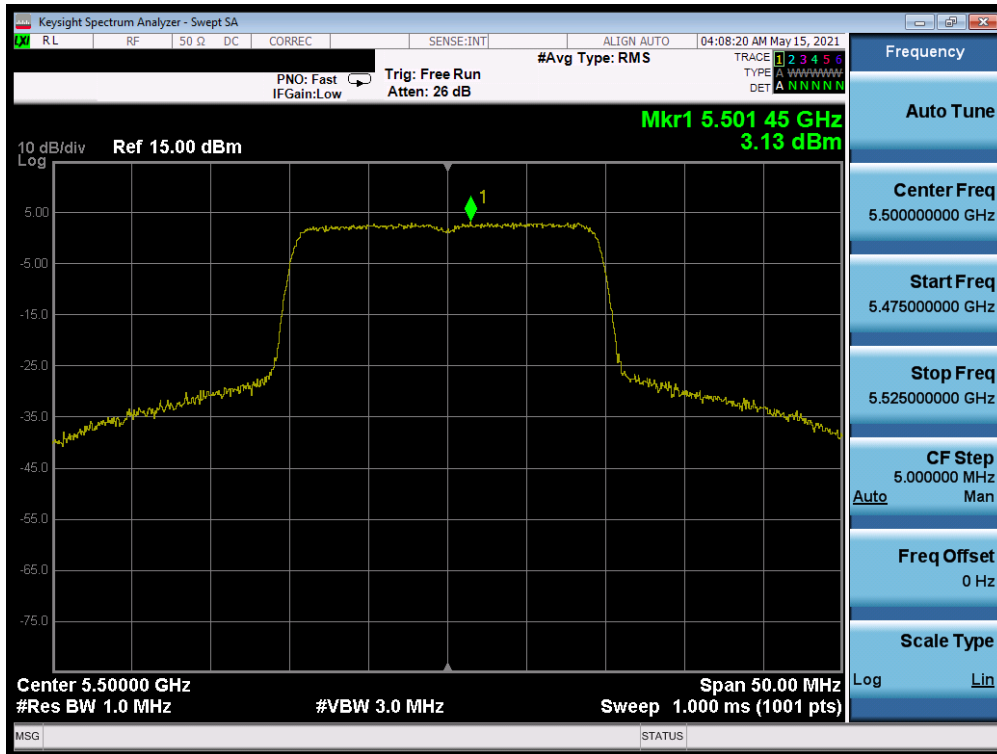 Keysight Spectrum Analyzer - Swept SA
LXI RL RF 50 Ω DC CORREC SENSE:INT ALIGN AUTO 04:08:20 AM May 15, 2021
#Avg Type: RMS
TRACE 1 2 3 4 5 6
PNO: Fast Trig: Free Run
TYPE A WWWWW
IFGain:Low Atten: 26 dB
DET A N N N N N
Frequency
Mkr1 5.501 45 GHz
3.13 dBm
10 dB/div Ref 15.00 dBm
Log
1
5.00
-5.00
-15.0
-25.0
-35.0
-45.0
-55.0
-65.0
-75.0
Center 5.50000 GHz Span 50.00 MHz
#Res BW 1.0 MHz #VBW 3.0 MHz Sweep 1.000 ms (1001 pts)
Auto Tune
Center Freq
5.500000000 GHz
Start Freq
5.475000000 GHz
Stop Freq
5.525000000 GHz
CF Step
5.000000 MHz
Auto Man
Freq Offset
0 Hz
Scale Type
Log Lin
MSG STATUS